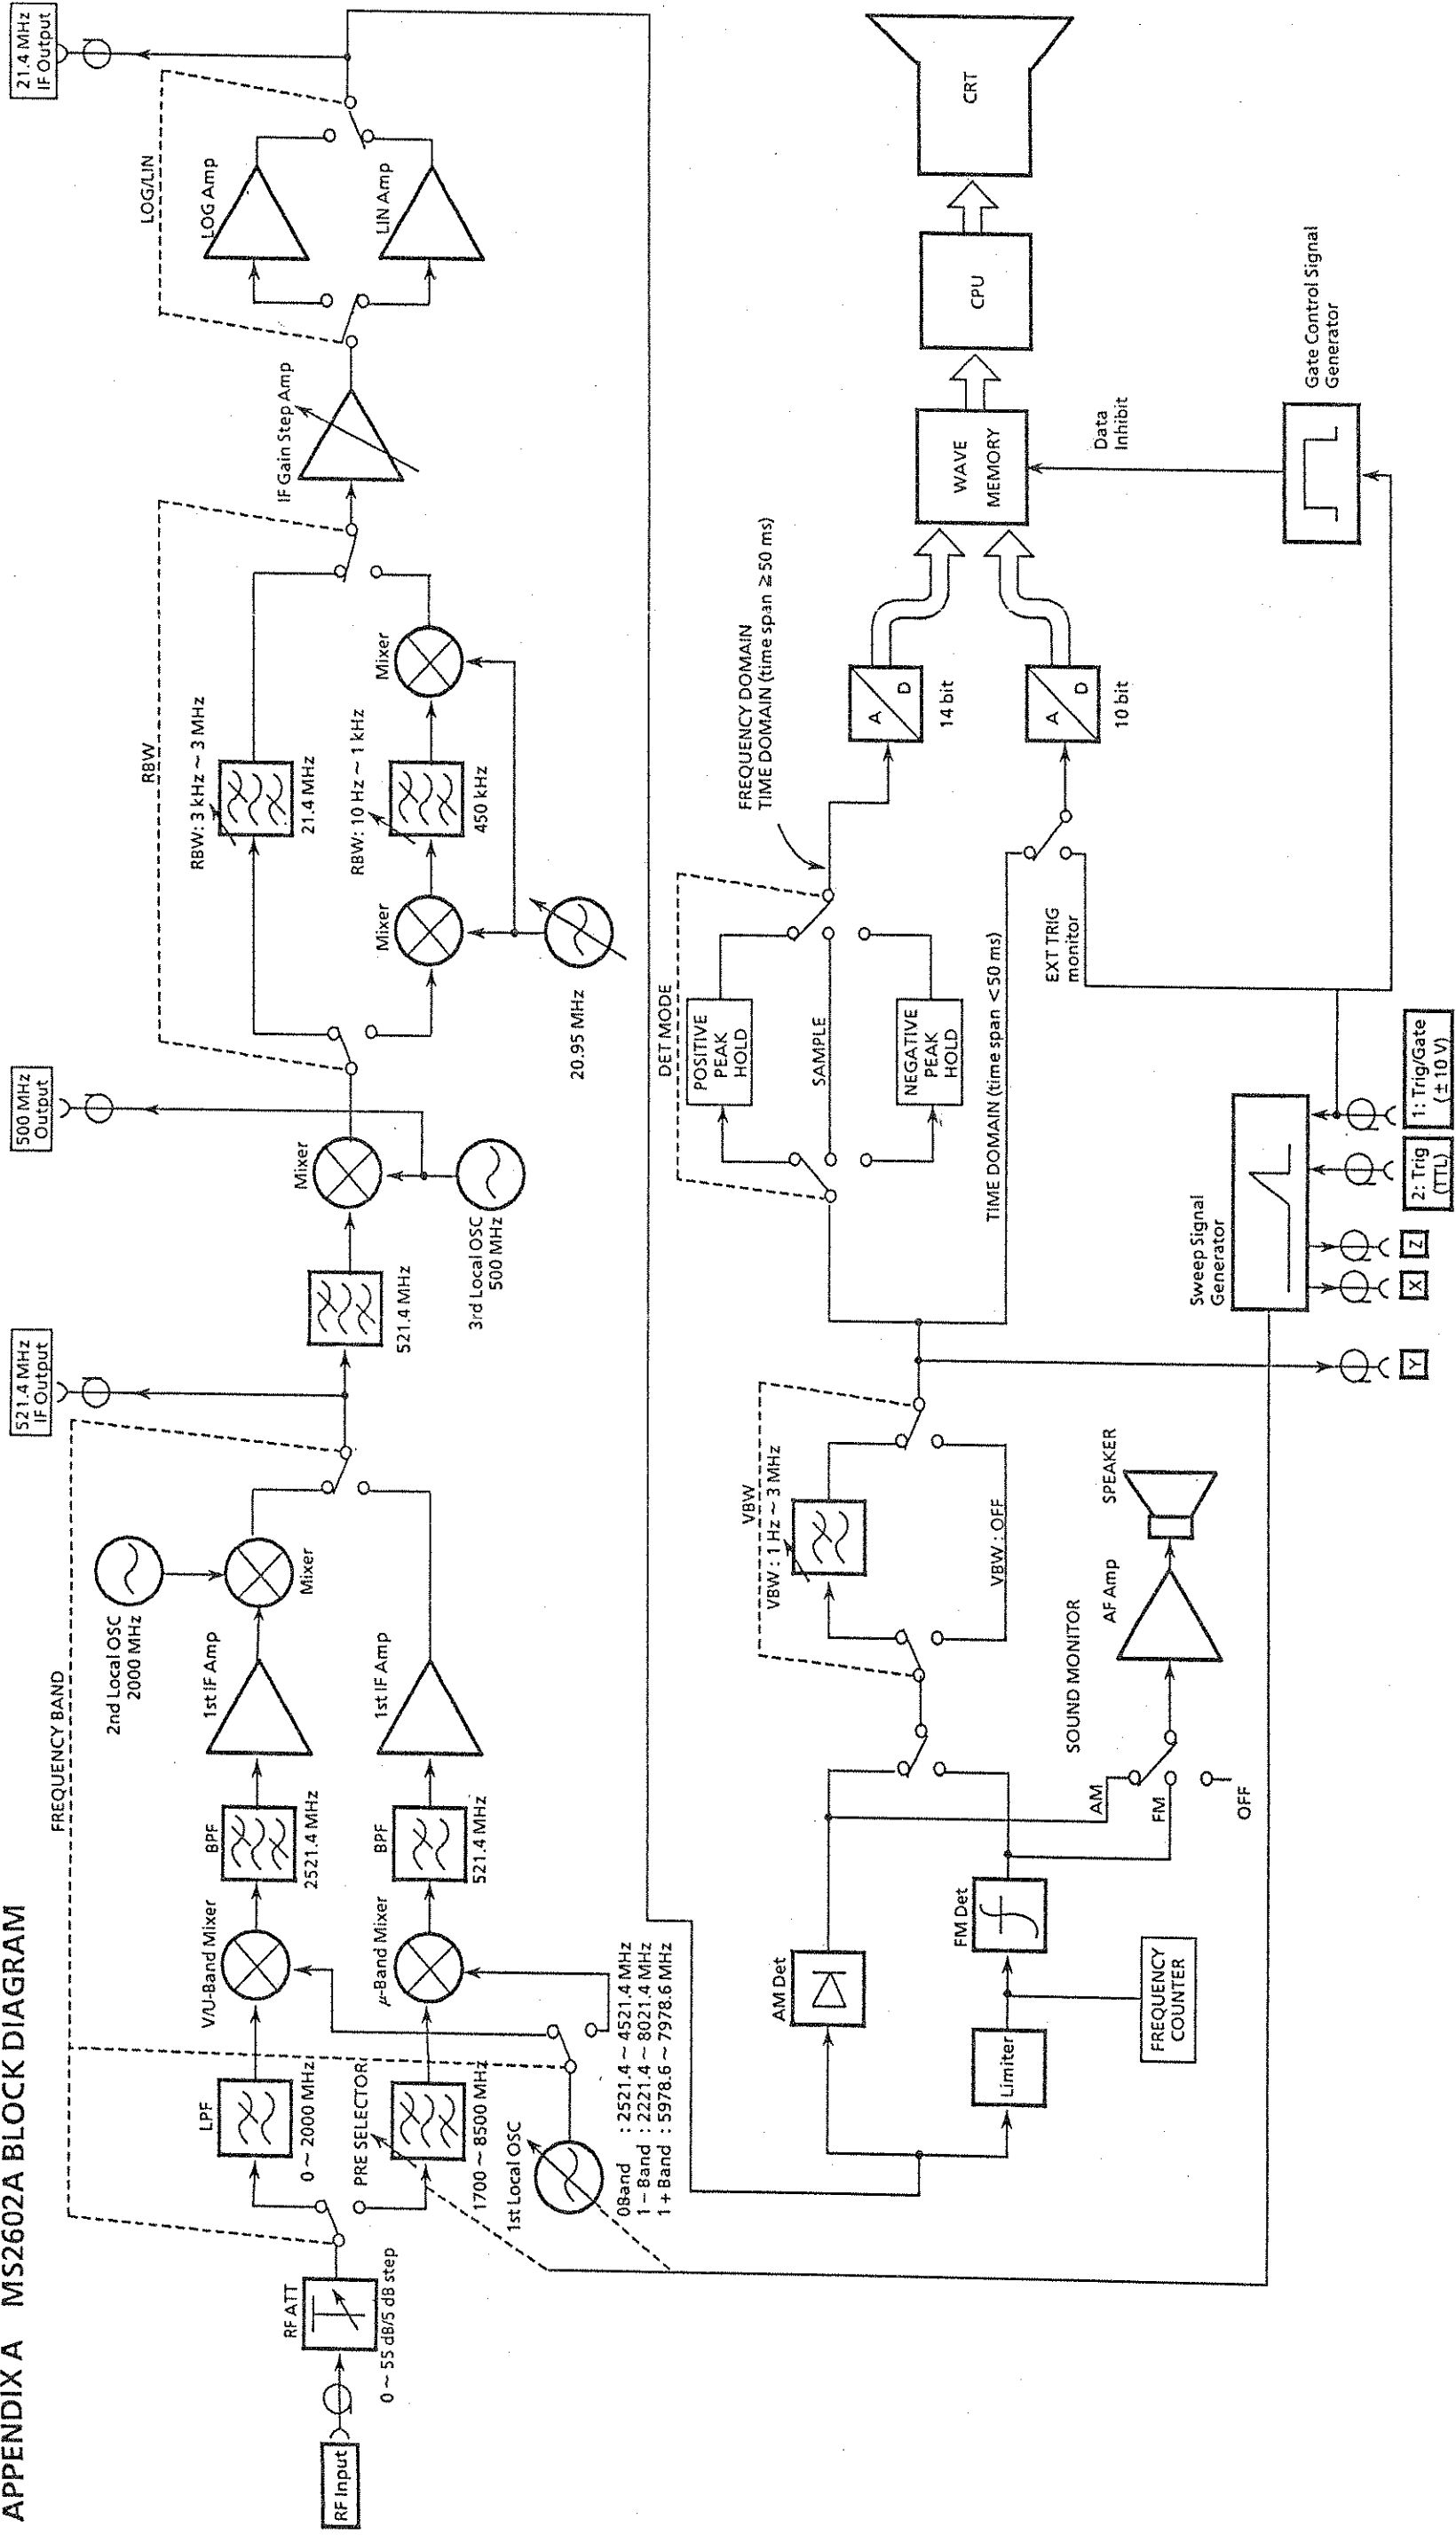 APPENDIX A MS2602A BLOCK DIAGRAM
RF Input
RF ATT
0 ~ 55 dB/5 dB step
FREQUENCY BAND
LPF
0 ~ 2000 MHz
PRE SELECTOR
1700 ~ 8500 MHz
1st Local OSC
0Band : 2521.4 ~ 4521.4 MHz
1 − Band : 2221.4 ~ 8021.4 MHz
1 + Band : 5978.6 ~ 7978.6 MHz
V/U-Band Mixer
μ-Band Mixer
BPF
2521.4 MHz
BPF
521.4 MHz
1st IF Amp
1st IF Amp
2nd Local OSC
2000 MHz
Mixer
521.4 MHz
IF Output
521.4 MHz
Mixer
3rd Local OSC
500 MHz
500 MHz
Output
RBW
RBW: 3 kHz ~ 3 MHz
21.4 MHz
RBW: 10 Hz ~ 1 kHz
450 kHz
Mixer
Mixer
20.95 MHz
IF Gain Step Amp
LOG/LIN
LOG Amp
LIN Amp
21.4 MHz
IF Output
AM Det
Limiter
FM Det
FREQUENCY
COUNTER
AM
FM
OFF
SOUND MONITOR
AF Amp
SPEAKER
VBW
VBW : 1 Hz ~ 3 MHz
VBW : OFF
Y
X
Z
2: Trig
(TTL)
1: Trig/Gate
(± 10 V)
Sweep Signal
Generator
DET MODE
POSITIVE
PEAK
HOLD
SAMPLE
NEGATIVE
PEAK
HOLD
TIME DOMAIN (time span <50 ms)
EXT TRIG
monitor
FREQUENCY DOMAIN
TIME DOMAIN (time span ≥ 50 ms)
A
D
14 bit
A
D
10 bit
WAVE
MEMORY
Data
Inhibit
Gate Control Signal
Generator
CPU
CRT